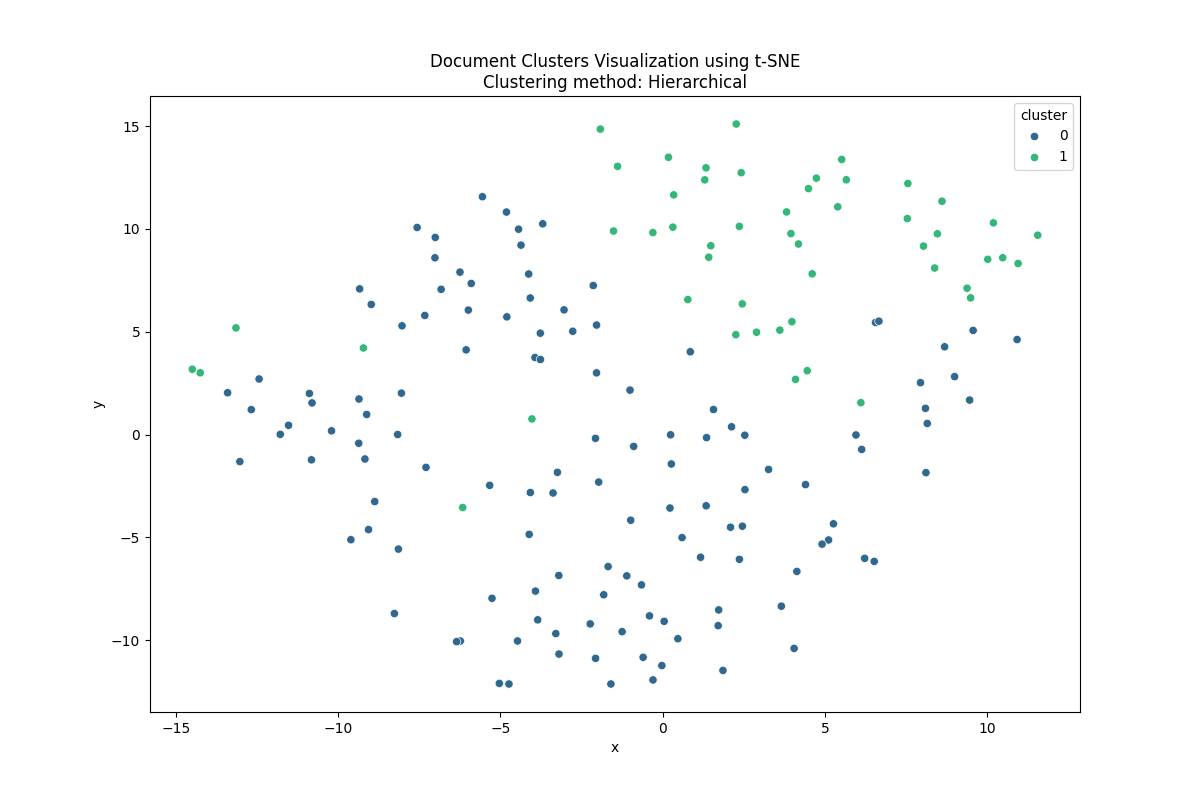 Document Clusters Visualization using t-SNE
Clustering method: Hierarchical
cluster
0
1
15
10
5
0
−5
−10
y
−15
−10
−5
0
5
10
x